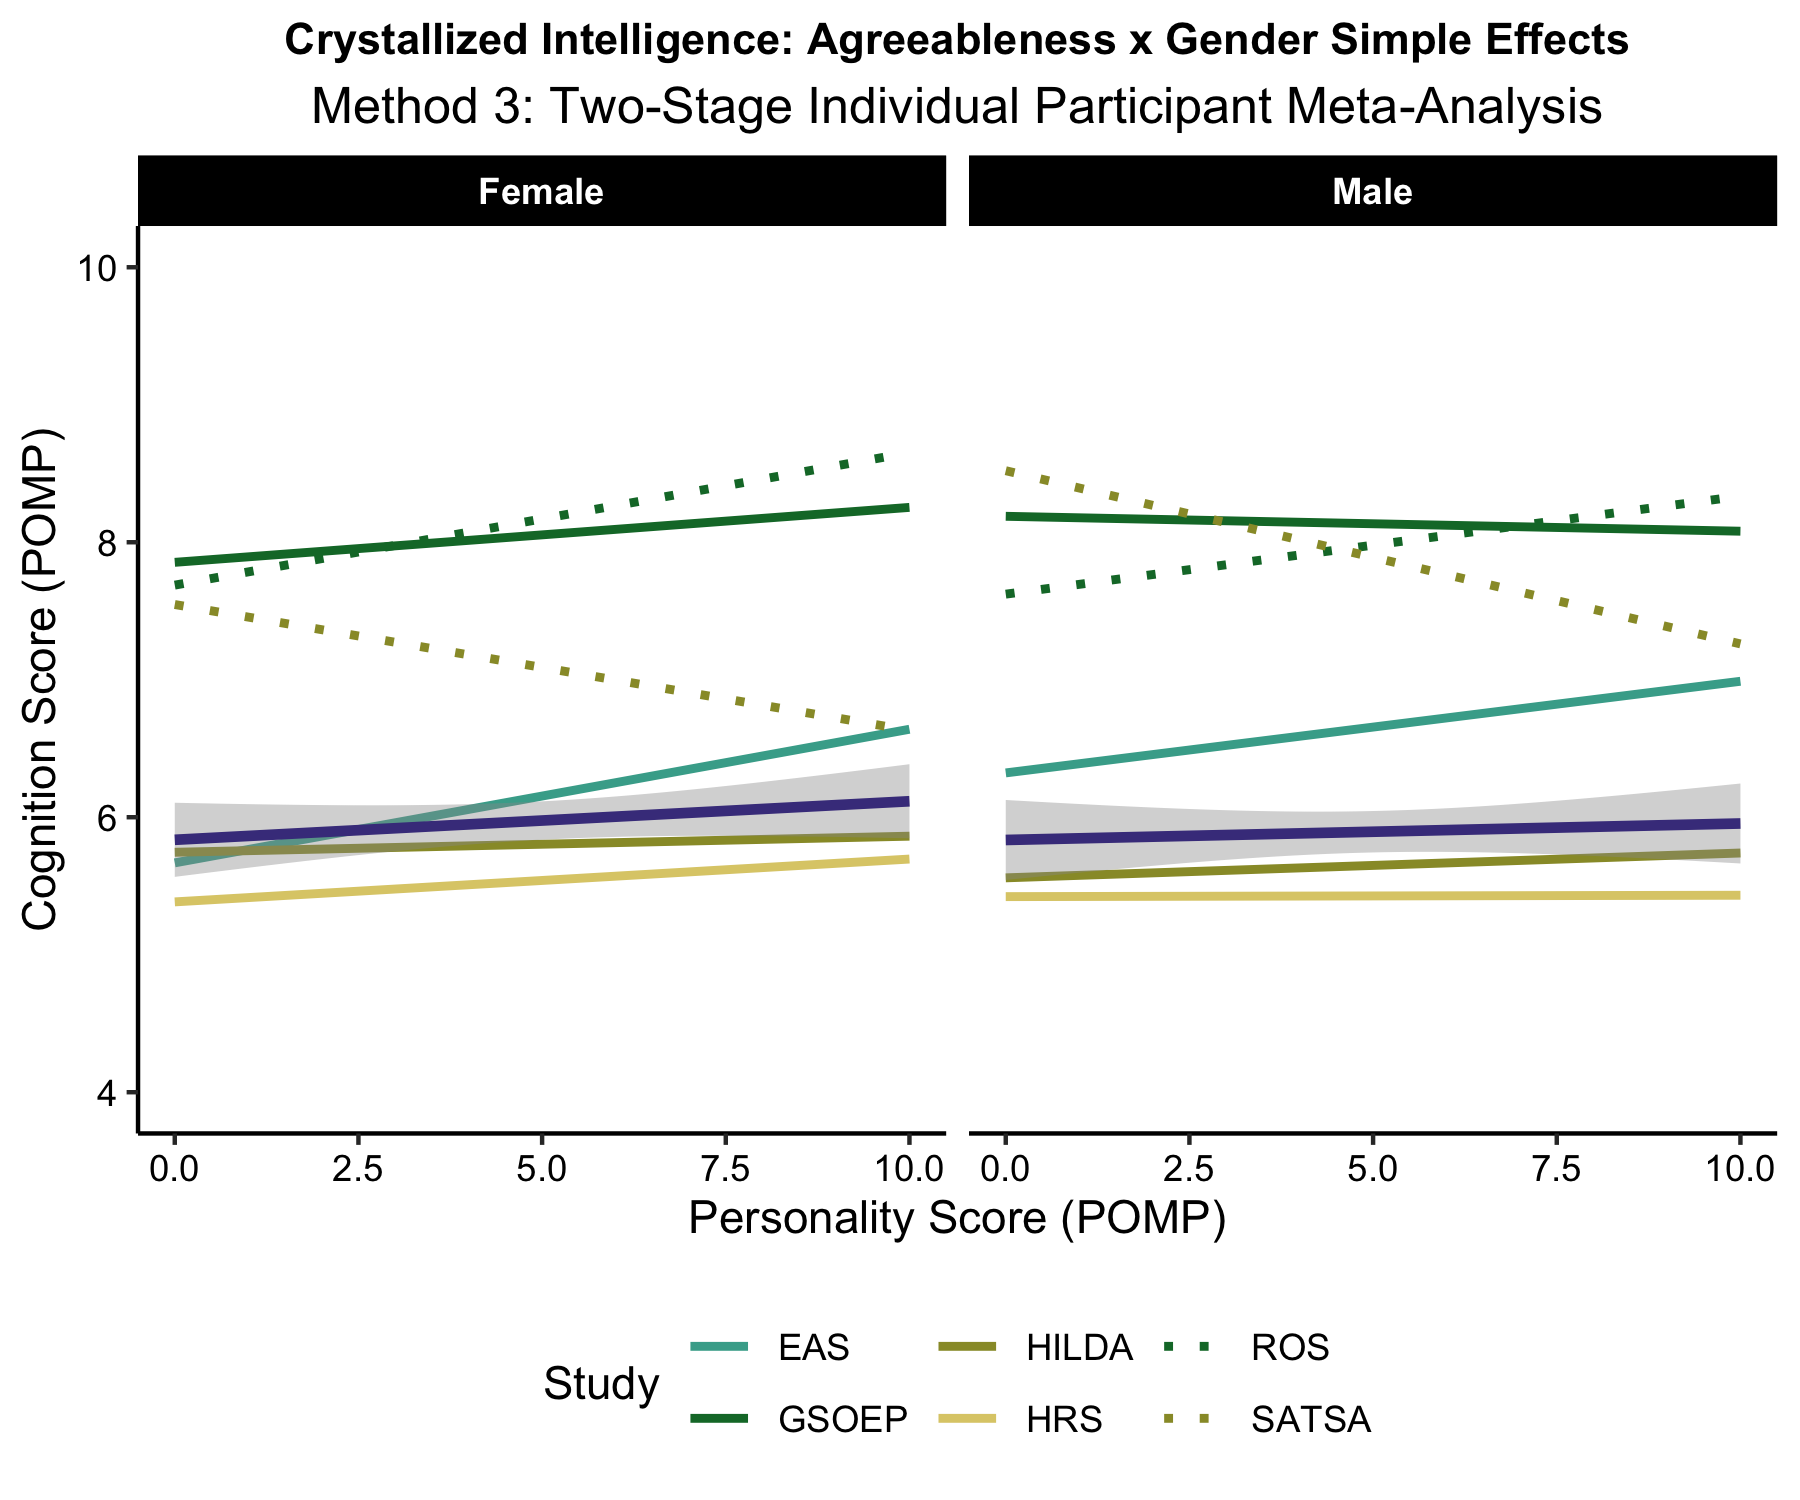 Crystallized Intelligence: Agreeableness x Gender Simple Effects
Method 3: Two-Stage Individual Participant Meta-Analysis
Female
Male
10
8
6
4
Cognition Score (POMP)
0.0 2.5 5.0 7.5 10.0
0.0 2.5 5.0 7.5 10.0
Personality Score (POMP)
Study
EAS HILDA ROS
GSOEP HRS SATSA